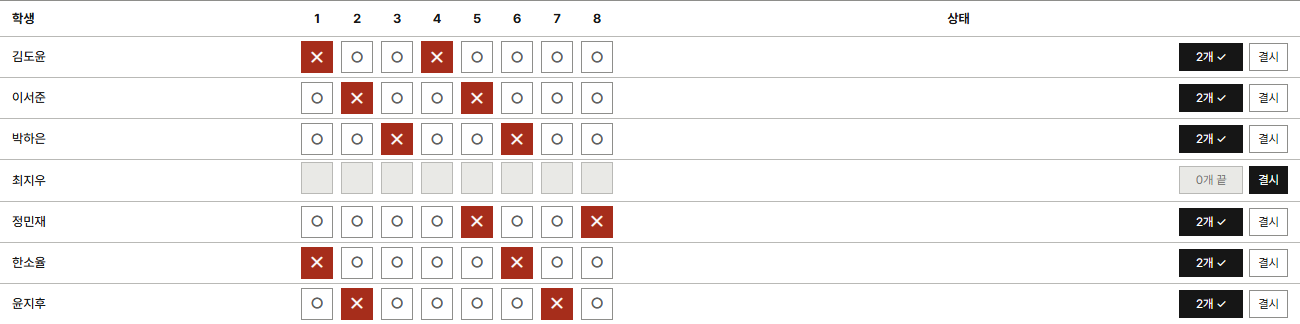 학생 1 2 3 4 5 6 7 8 상태
김도윤 ✕ ○ ○ ✕ ○ ○ ○ ○ 2개 ✓ 결시
이서준 ○ ✕ ○ ○ ✕ ○ ○ ○ 2개 ✓ 결시
박하은 ○ ○ ✕ ○ ○ ✕ ○ ○ 2개 ✓ 결시
최지우 0개 끝 결시
정민재 ○ ○ ○ ○ ✕ ○ ○ ✕ 2개 ✓ 결시
한소율 ✕ ○ ○ ○ ○ ✕ ○ ○ 2개 ✓ 결시
윤지후 ○ ✕ ○ ○ ○ ○ ✕ ○ 2개 ✓ 결시